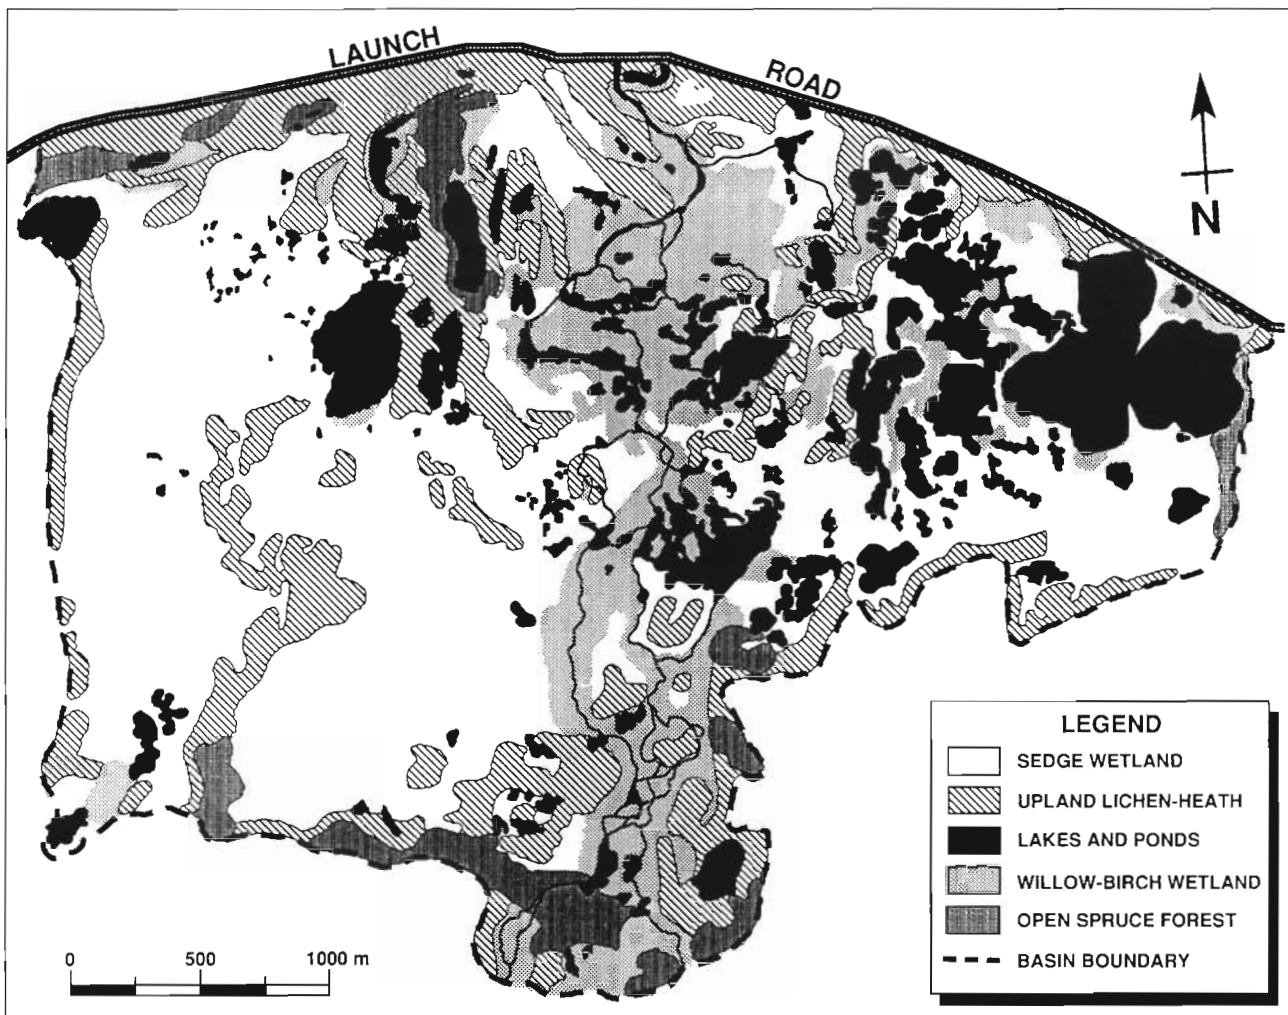 LAUNCH ROAD
N
LEGEND
SEDGE WETLAND
UPLAND LICHEN-HEATH
LAKES AND PONDS
WILLOW-BIRCH WETLAND
OPEN SPRUCE FOREST
BASIN BOUNDARY
0 500 1000 m